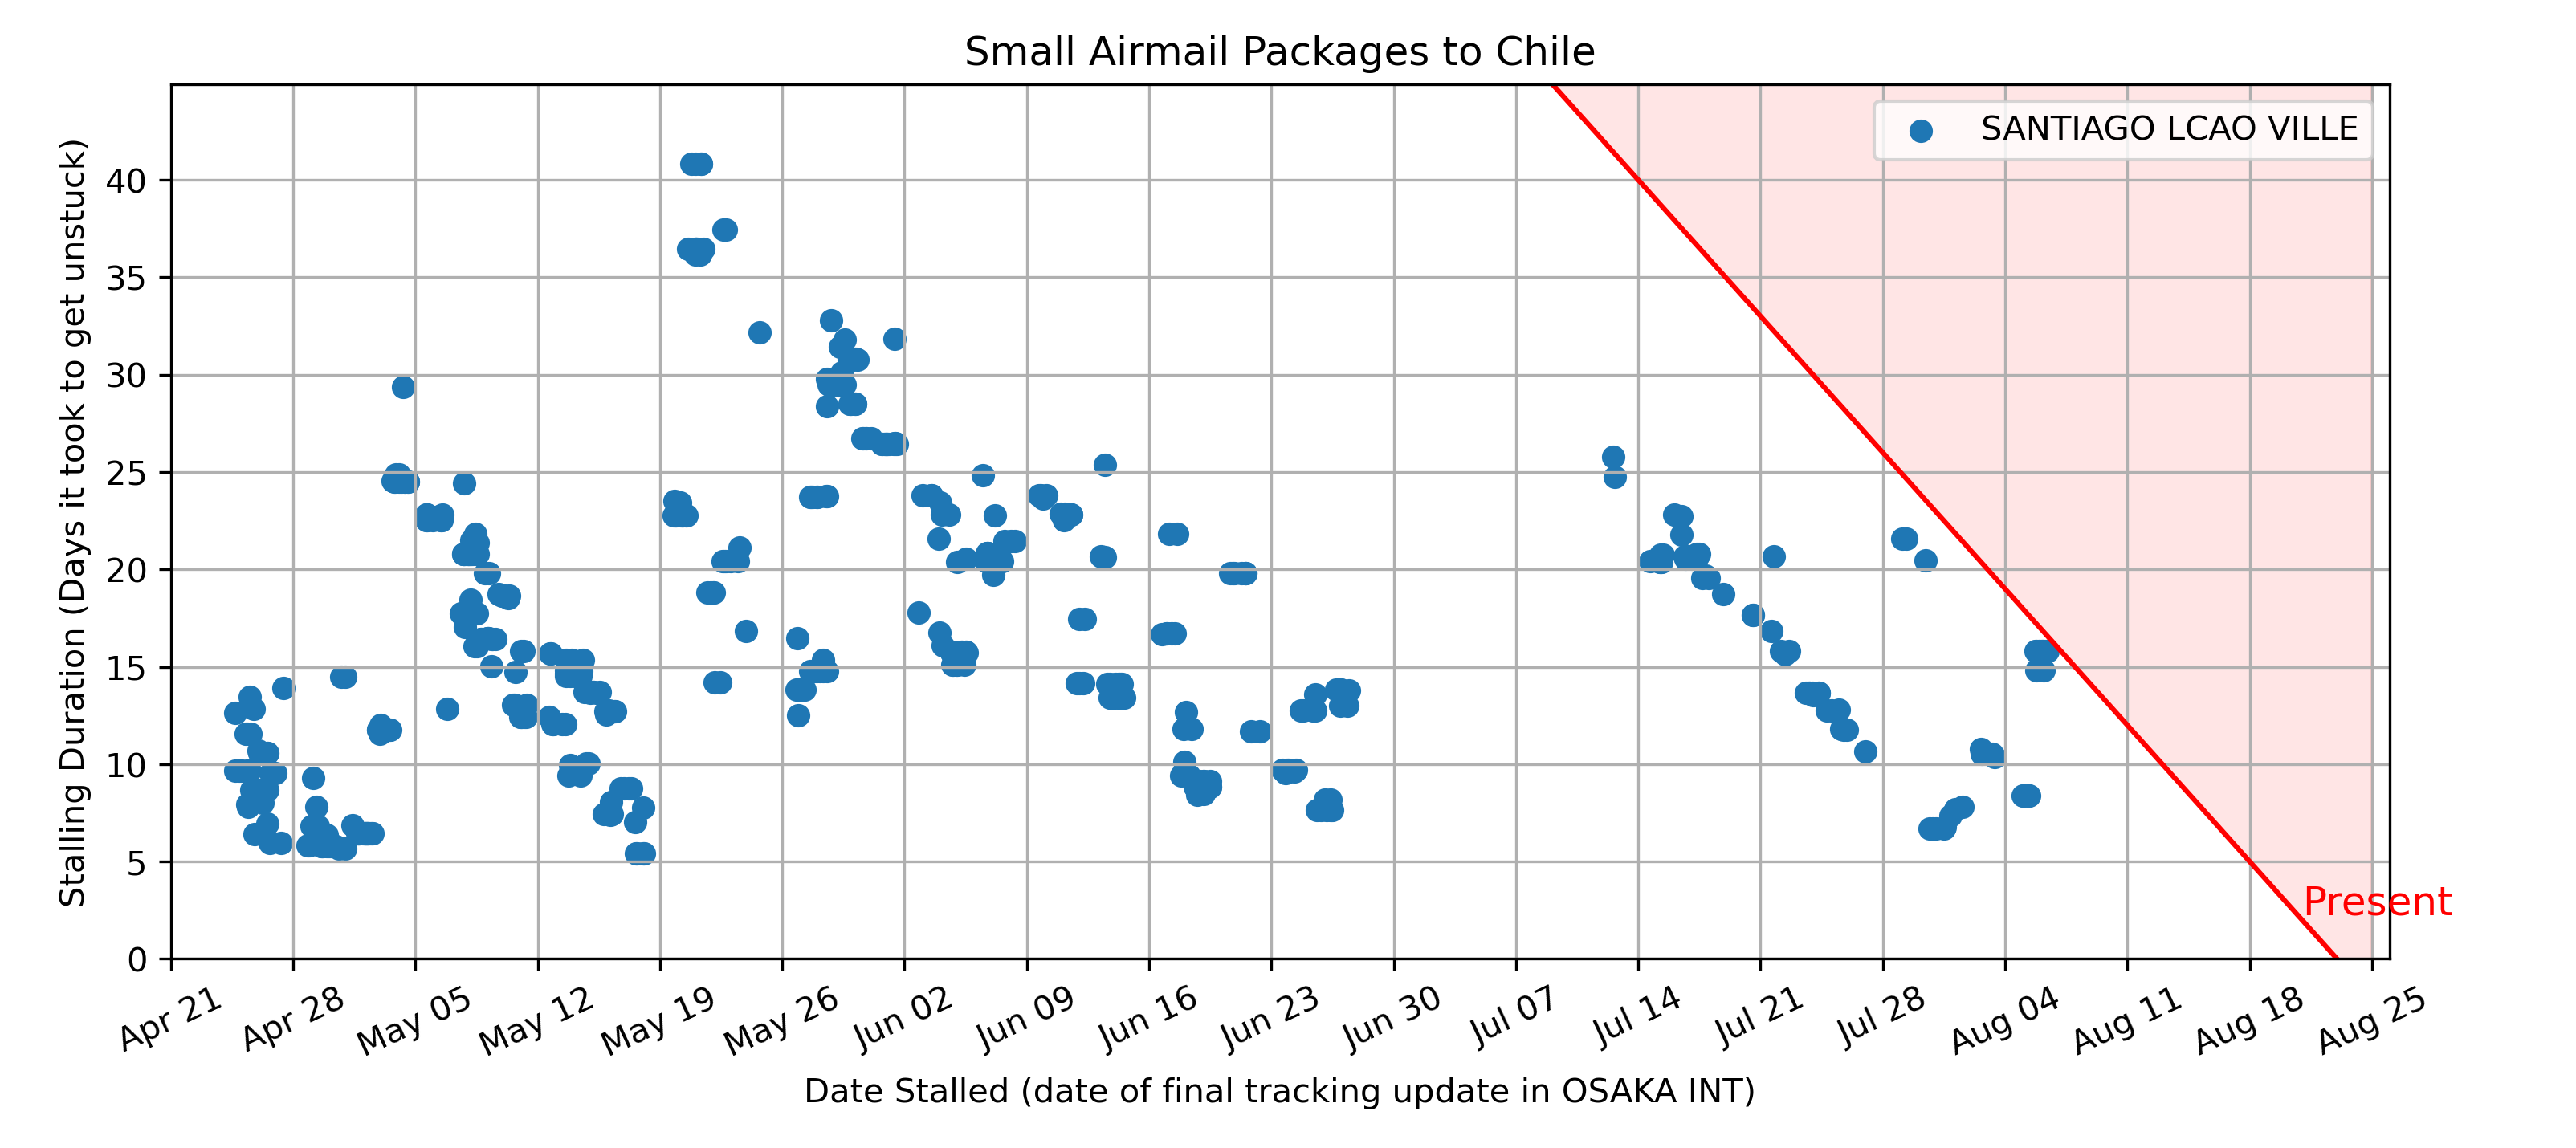 Small Airmail Packages to Chile
SANTIAGO LCAO VILLE
Stalling Duration (Days it took to get unstuck)
40
35
30
25
20
15
10
5
0
Present
Apr 21
Apr 28
May 05
May 12
May 19
May 26
Jun 02
Jun 09
Jun 16
Jun 23
Jun 30
Jul 07
Jul 14
Jul 21
Jul 28
Aug 04
Aug 11
Aug 18
Aug 25
Date Stalled (date of final tracking update in OSAKA INT)